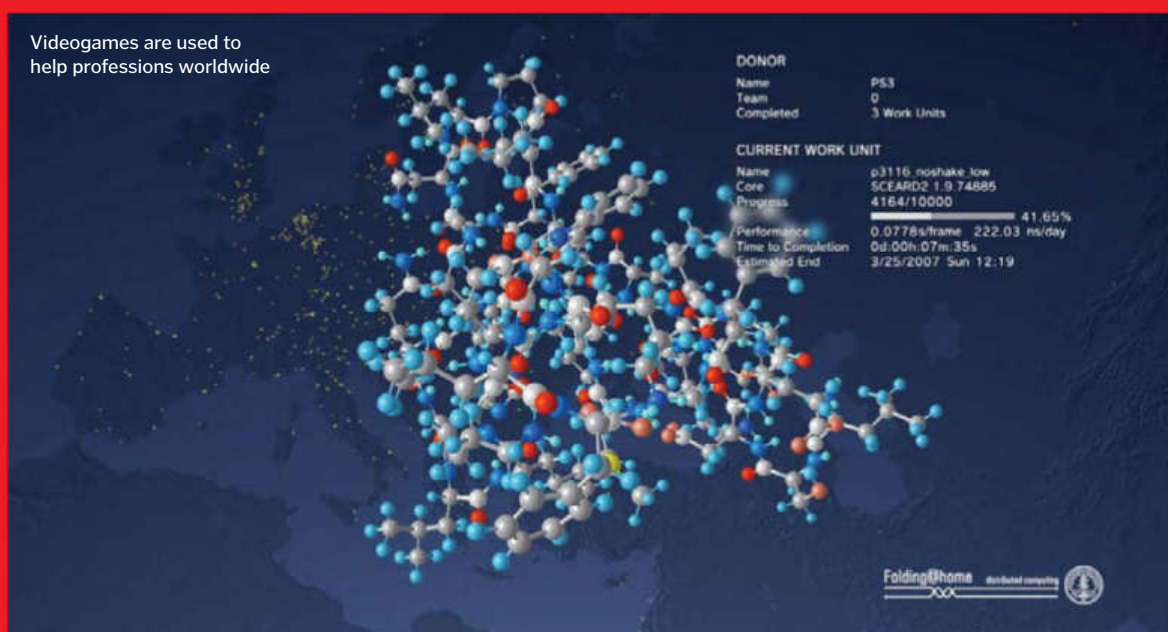 Videogames are used to
help professions worldwide
DONOR
Name PS3
Team 0
Completed 3 Work Units
CURRENT WORK UNIT
Name p3116_noshake_low
Core SCEARD2 1.9.74885
Progress 4164/10000
41.65%
Performance 0.0778s/frame 222.03 ns/day
Time to Completion 0d:00h:07m:35s
Estimated End 3/25/2007 Sun 12:19
Folding@home distributed computing